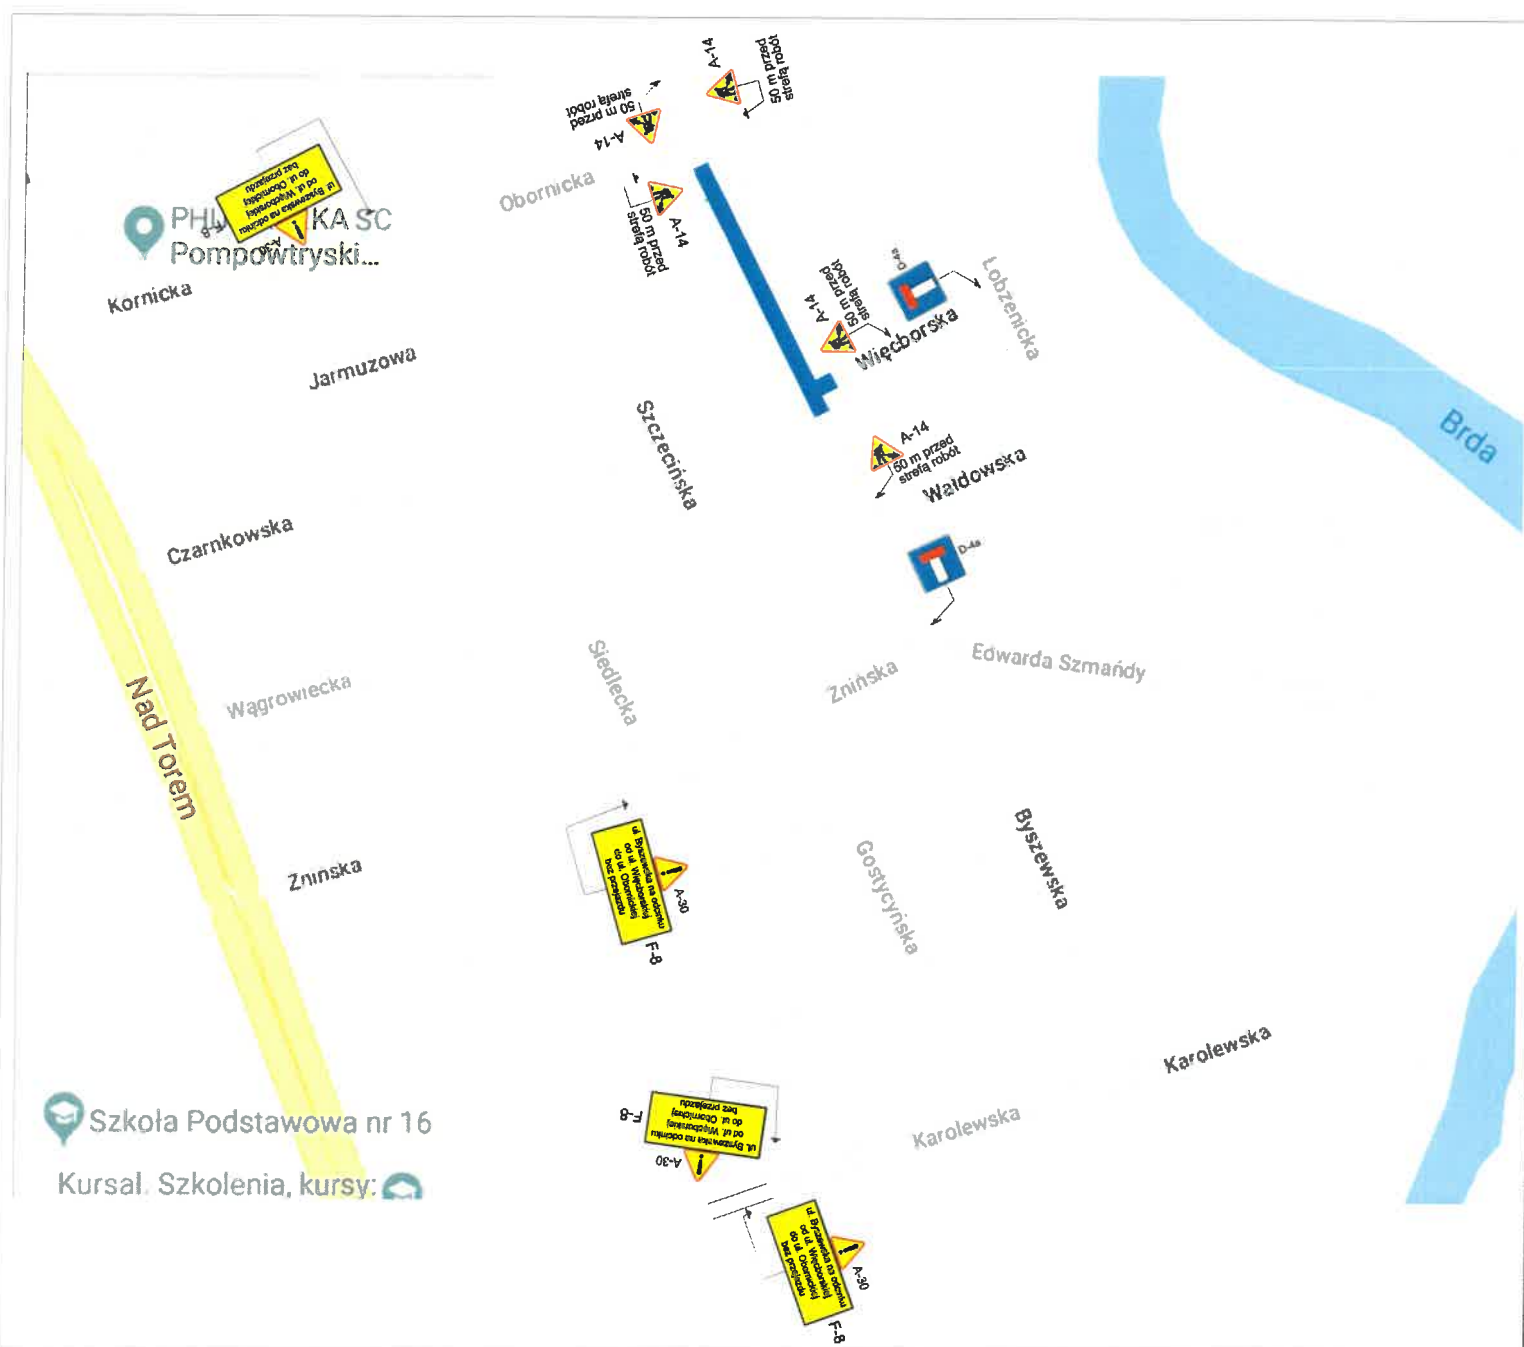 A-14
50 m przed
strefą robót
50 m przed
strefą robót
A-14
ul. Byszewska na odcinku
od ul. Więcborskiej
do ul. Obornickiej
bez przejazdu
F-8
A-30
PHU
KA SC
Pompowtryski...
Obornicka
50 m przed
strefą robót
A-14
Kornicka
D-4a
Łobżenicka
A-14
50 m przed
strefą robót
Więcborska
Jarmużowa
Szczecińska
Brda
A-14
50 m przed
strefą robót
Wałdowska
Czarnkowska
D-4a
Siedlecka
Żnińska
Edwarda Szmańdy
Wągrowiecka
Nad Torem
ul. Byszewska na odcinku
od ul. Więcborskiej
do ul. Obornickiej
bez przejazdu
A-30
F-8
Żnińska
Gostycyńska
Byszewska
Karolewska
Szkoła Podstawowa nr 16
F-8
ul. Byszewska na odcinku
od ul. Więcborskiej
do ul. Obornickiej
bez przejazdu
A-30
Karolewska
Kursal. Szkolenia, kursy:
ul. Byszewska na odcinku
od ul. Więcborskiej
do ul. Obornickiej
bez przejazdu
A-30
F-8